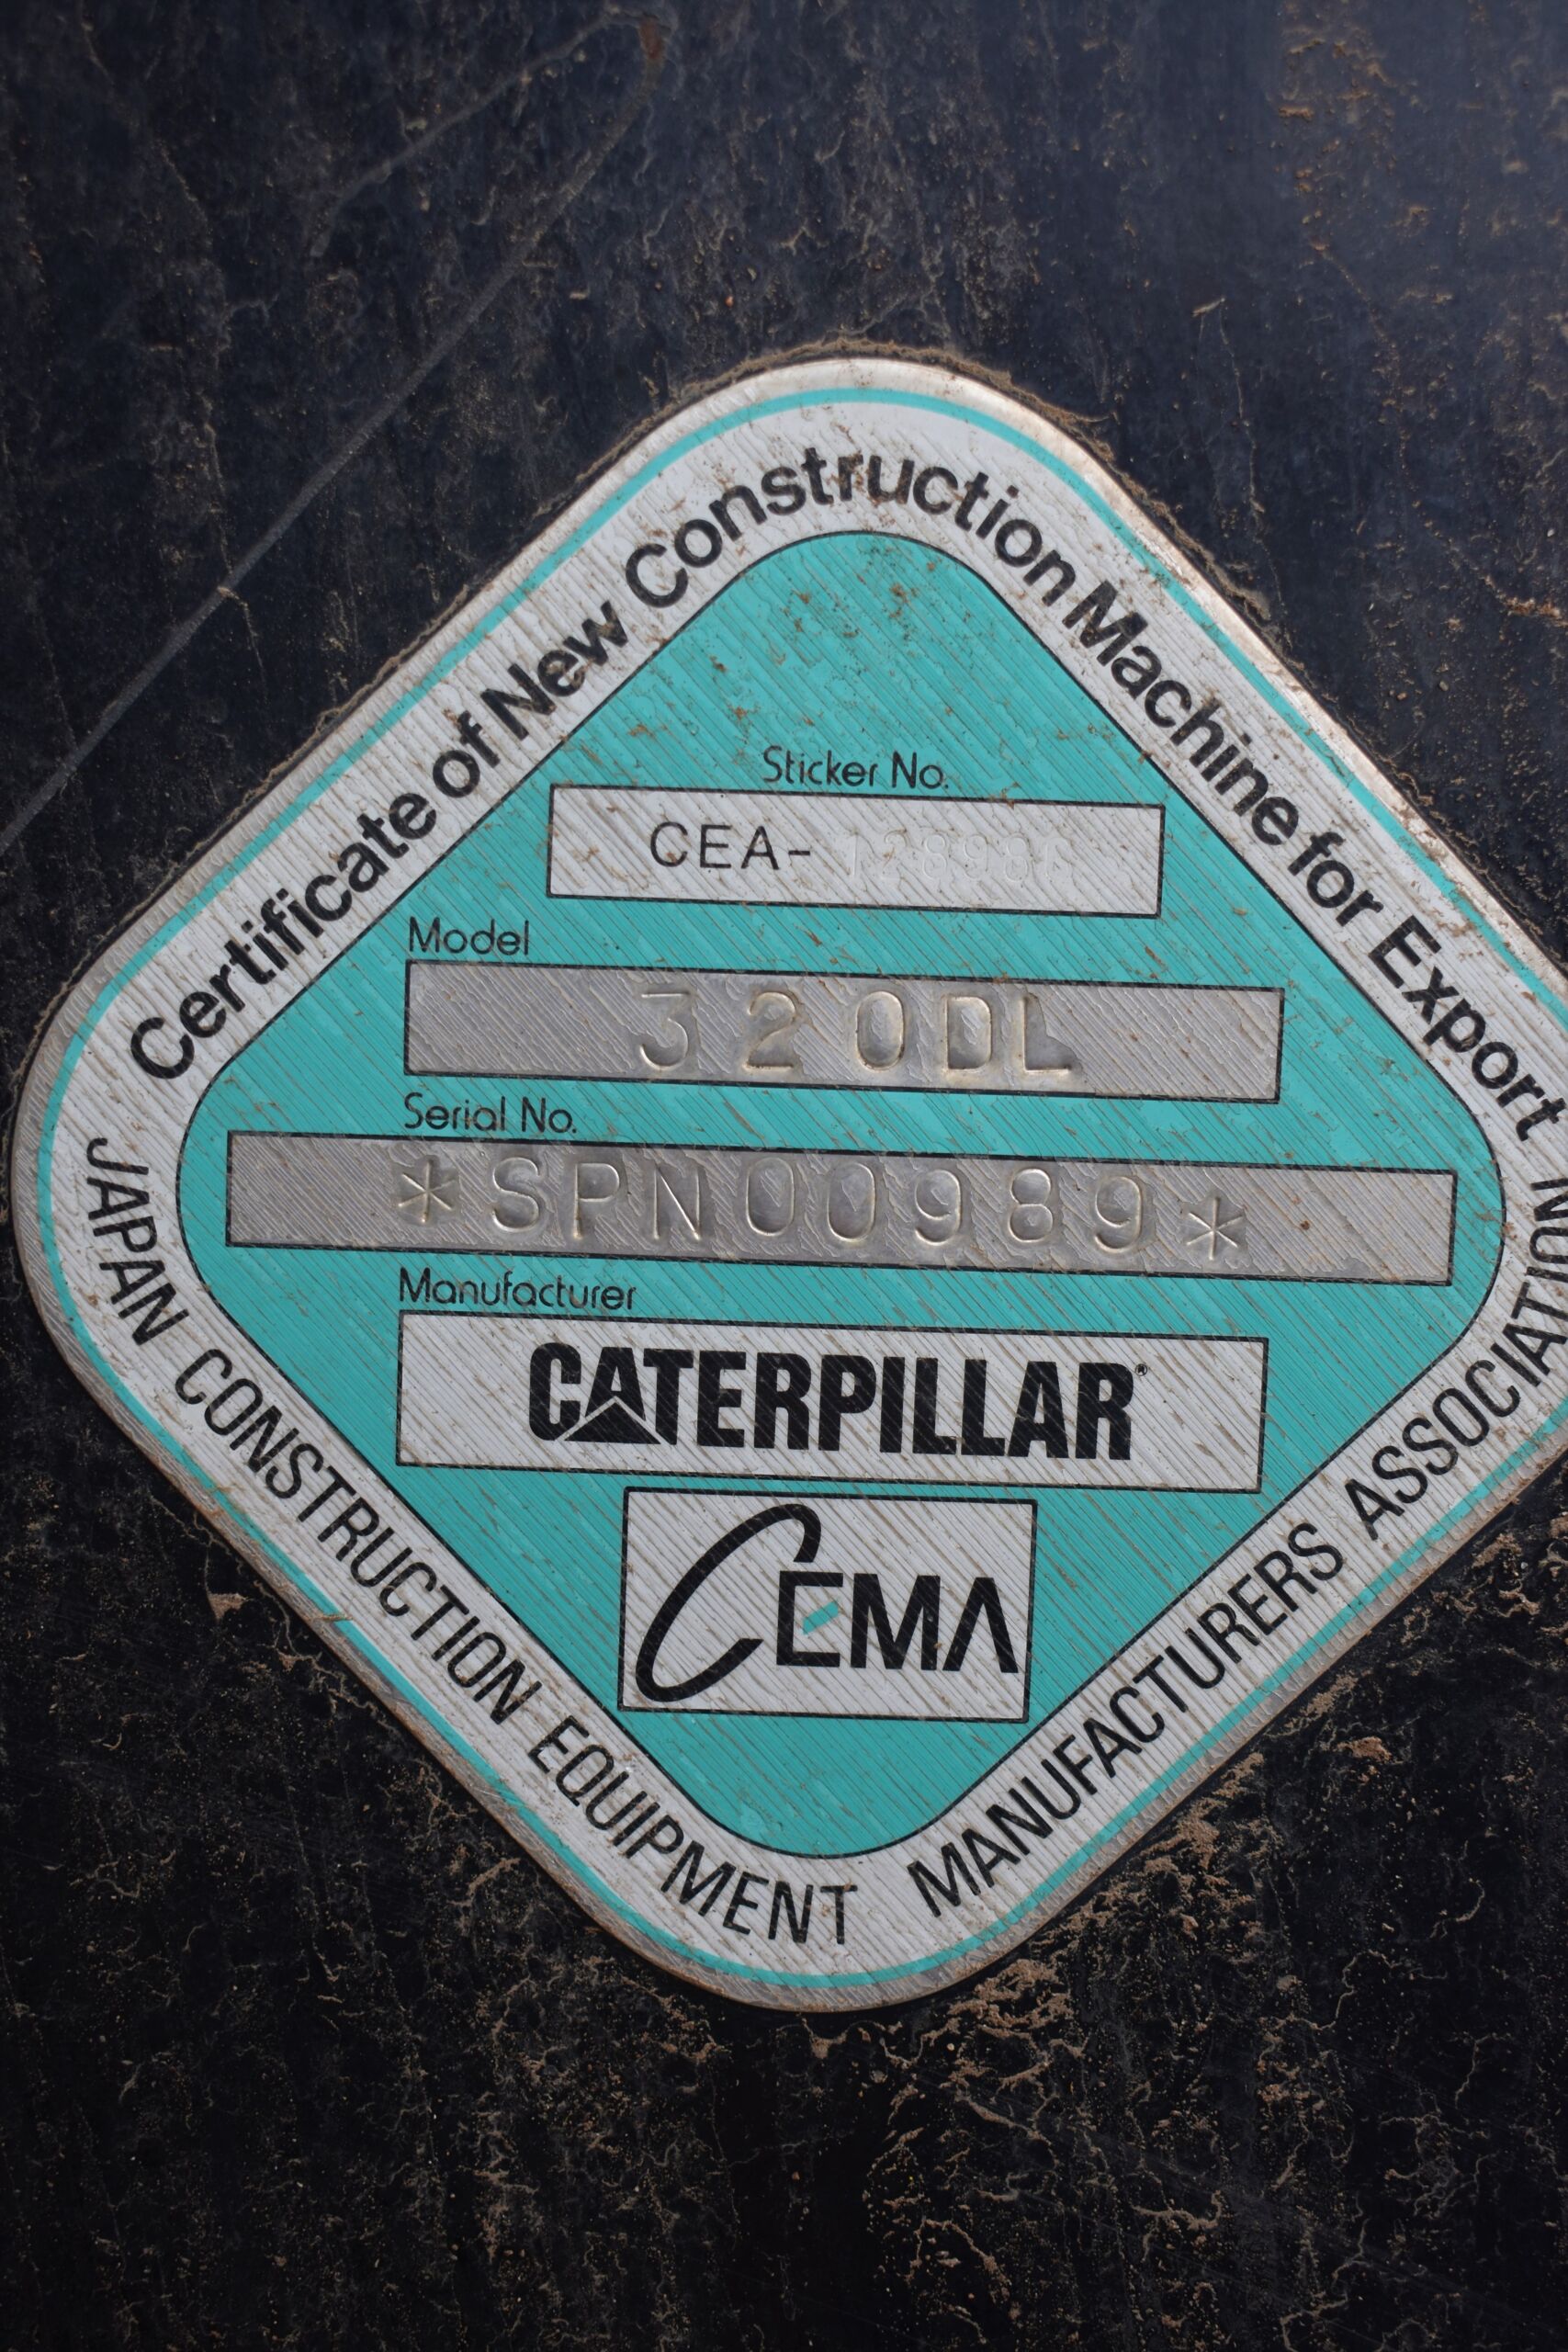 Certificate of New Construction Machine for Export
Sticker No.
CEA-
Model
320DL
Serial No.
*SPN00989*
Manufacturer
CATERPILLAR®
CEMA
JAPAN CONSTRUCTION EQUIPMENT MANUFACTURERS ASSOCIATION